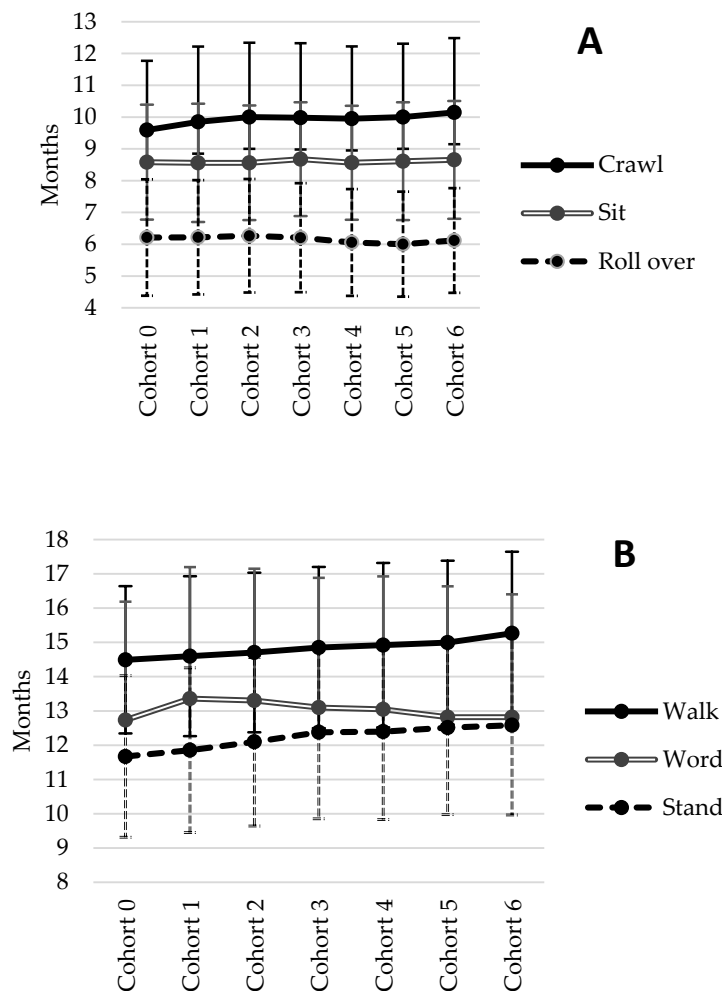 A
13
12
11
10
9
8
7
6
5
4
Months
Cohort 0
Cohort 1
Cohort 2
Cohort 3
Cohort 4
Cohort 5
Cohort 6
Crawl
Sit
Roll over
B
18
17
16
15
14
13
12
11
10
9
8
Months
Cohort 0
Cohort 1
Cohort 2
Cohort 3
Cohort 4
Cohort 5
Cohort 6
Walk
Word
Stand